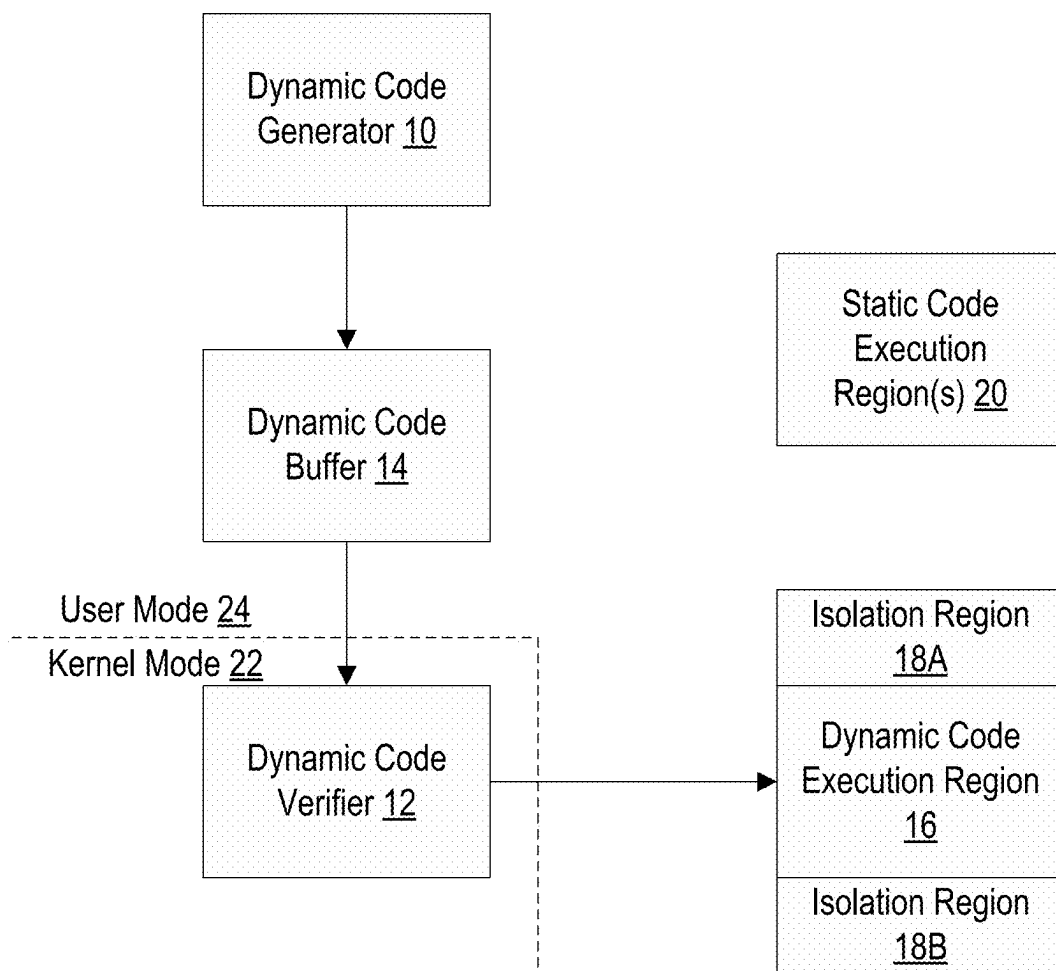 Dynamic Code
Generator 10
Static Code
Execution
Region(s) 20
Dynamic Code
Buffer 14
User Mode 24
Kernel Mode 22
Isolation Region
18A
Dynamic Code
Verifier 12
Dynamic Code
Execution Region
16
Isolation Region
18B